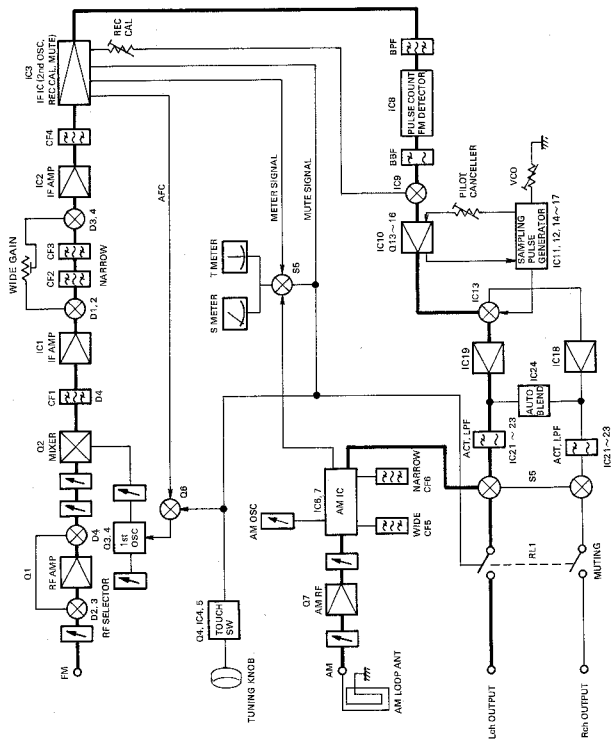 FM
RF SELECTOR
D2, 3
RF AMP
Q1
D4
Q3, 4
1st
OSC
Q2
MIXER
CF1
D4
IC1
IF AMP
D1, 2
WIDE GAIN
CF2
CF3
NARROW
D3, 4
IC2
IF AMP
CF4
IC3
IF IC (2nd OSC,
REC CAL, MUTE)
REC
CAL
AFC
Q6
METER SIGNAL
MUTE SIGNAL
S METER
T METER
S5
Q4, IC4, 5
TOUCH
SW
TUNING KNOB
AM OSC
IC6, 7
AM IC
NARROW
CF6
WIDE
CF5
Q7
AM RF
AM
AM LOOP ANT
BPF
IC8
PULSE COUNT
FM DETECTOR
BBF
IC9
IC10
Q13~16
PILOT
CANCELLER
VCO
SAMPLING
PULSE
GENERATOR
IC11, 12, 14~17
IC13
IC19
IC18
IC24
AUTO
BLEND
ACT. LPF
IC21~23
ACT. LPF
IC21~23
S5
RL1
MUTING
Lch OUTPUT
Rch OUTPUT